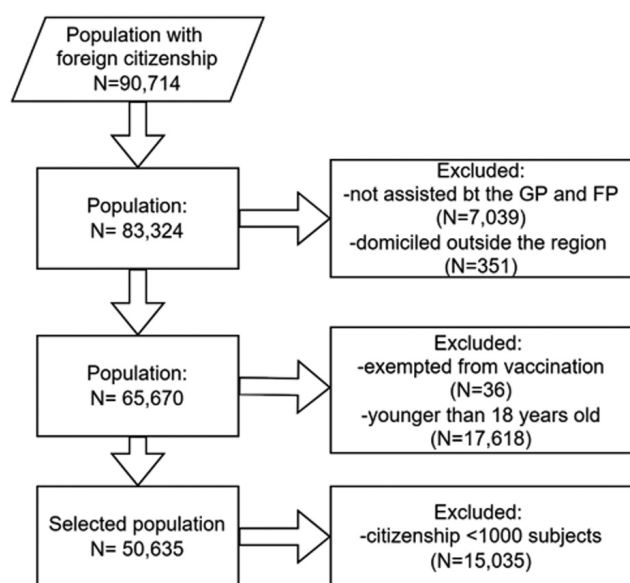 Population with
foreign citizenship
N=90,714
Population:
N= 83,324
Excluded:
-not assisted bt the GP and FP
(N=7,039)
-domiciled outside the region
(N=351)
Population:
N= 65,670
Excluded:
-exempted from vaccination
(N=36)
-younger than 18 years old
(N=17,618)
Selected population
N= 50,635
Excluded:
-citizenship <1000 subjects
(N=15,035)